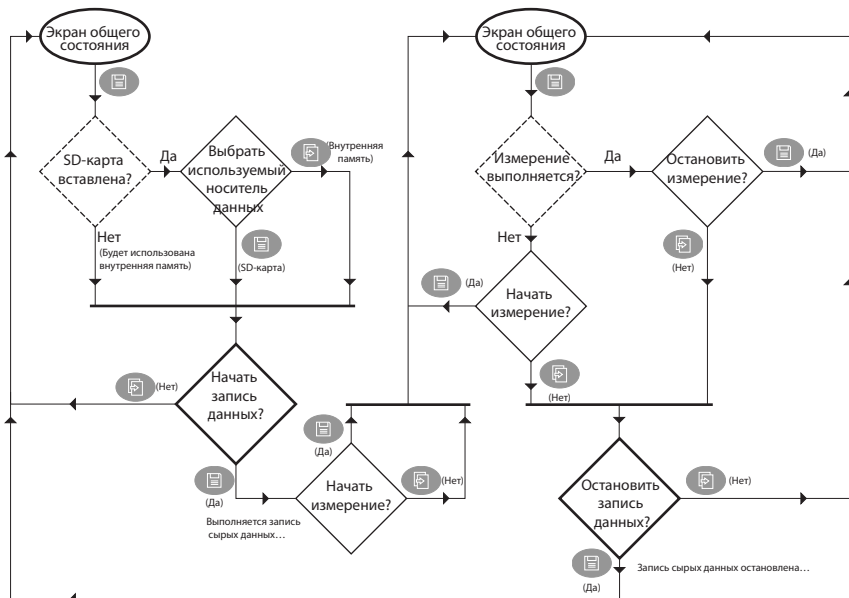 Экран общего
состояния
SD-карта
вставлена?
Да
Выбрать
используемый
носитель
данных
(Внутренняя
память)
Нет
(Будет использована
внутренняя память)
(SD-карта)
Начать
запись
данных?
(Нет)
(Да)
Выполняется запись
сырых данных...
Начать
измерение?
(Да)
(Нет)
Экран общего
состояния
Измерение
выполняется?
Да
Остановить
измерение?
(Да)
(Нет)
Нет
Начать
измерение?
(Да)
(Нет)
Остановить
запись
данных?
(Нет)
(Да)
Запись сырых данных остановлена...